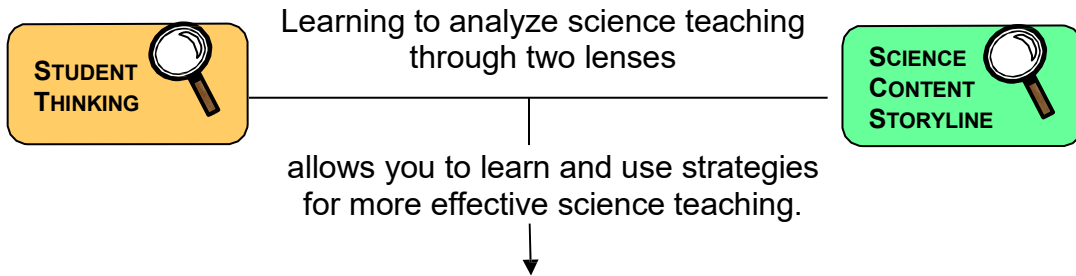 Learning to analyze science teaching
through two lenses
STUDENT
THINKING
SCIENCE
CONTENT
STORYLINE
allows you to learn and use strategies
for more effective science teaching.